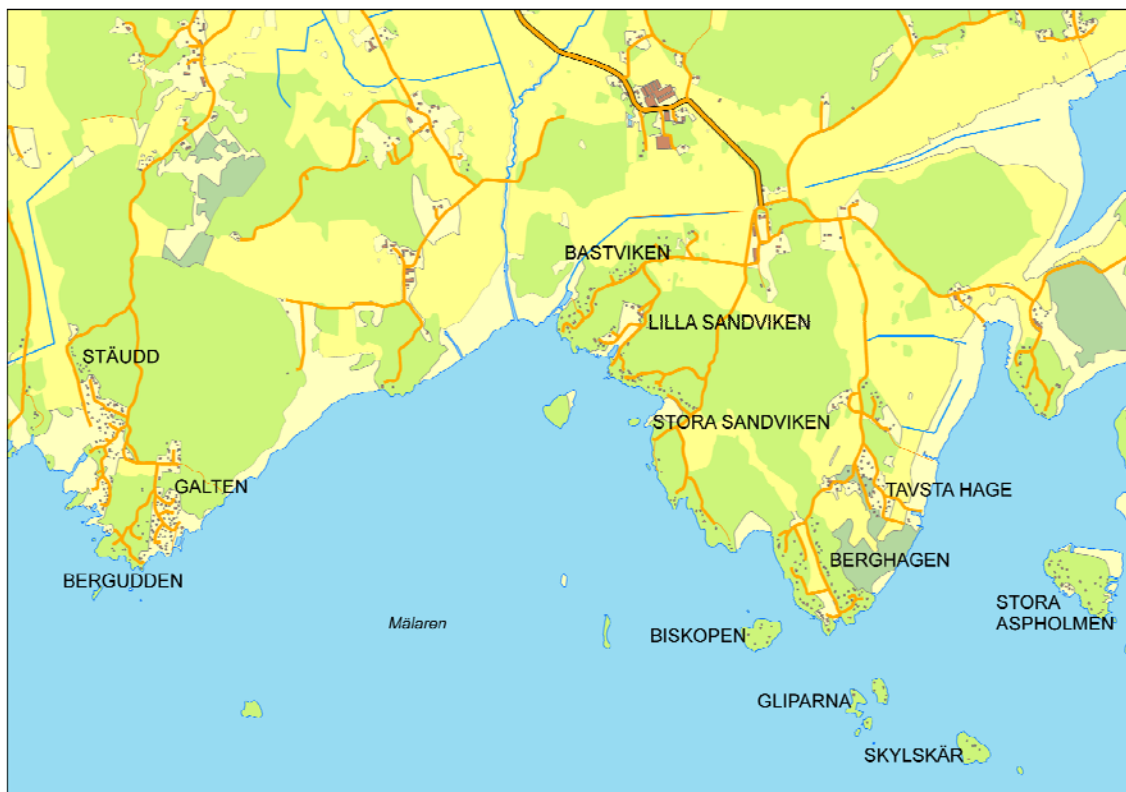 BASTVIKEN
LILLA SANDVIKEN
STÄUDD
STORA SANDVIKEN
GALTEN
TAVSTA HAGE
BERGHAGEN
BERGUDDEN
STORA
ASPHOLMEN
Mälaren
BISKOPEN
GLIPARNA
SKYLSKÄR